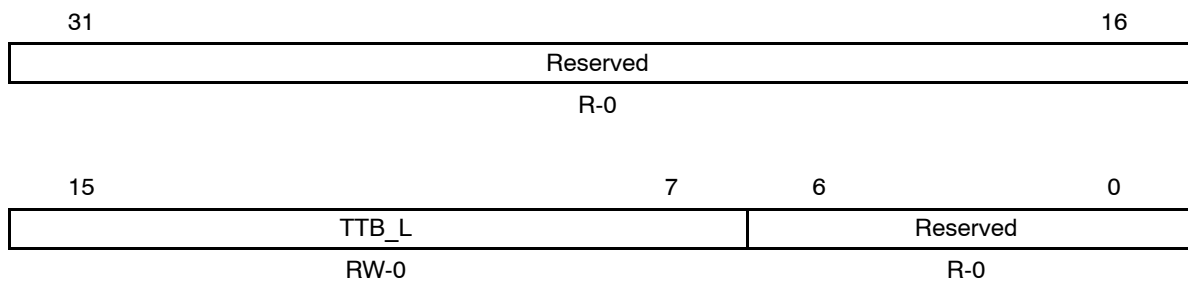 31 16
Reserved
R-0
15 7 6 0
TTB_L Reserved
RW-0 R-0